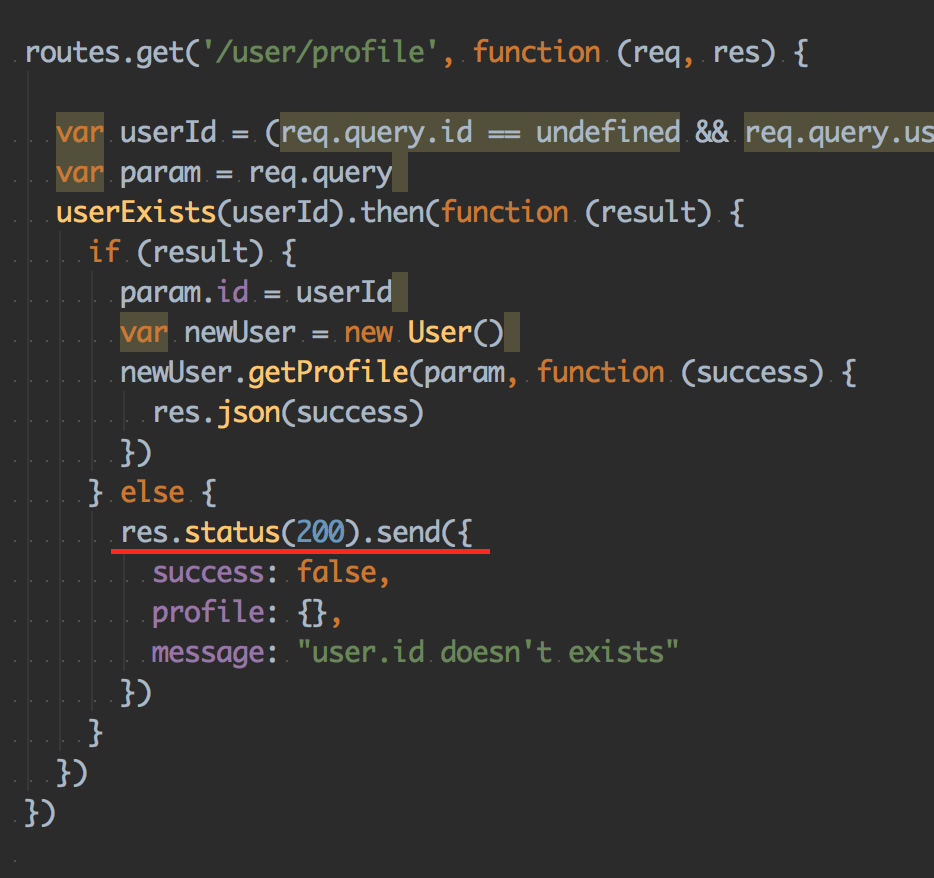 routes.get('/user/profile', function (req, res) {
var userId = (req.query.id == undefined && req.query.us
var param = req.query
userExists(userId).then(function (result) {
if (result) {
param.id = userId
var newUser = new User()
newUser.getProfile(param, function (success) {
res.json(success)
})
} else {
res.status(200).send({
success: false,
profile: {},
message: "user.id doesn't exists"
})
}
})
})